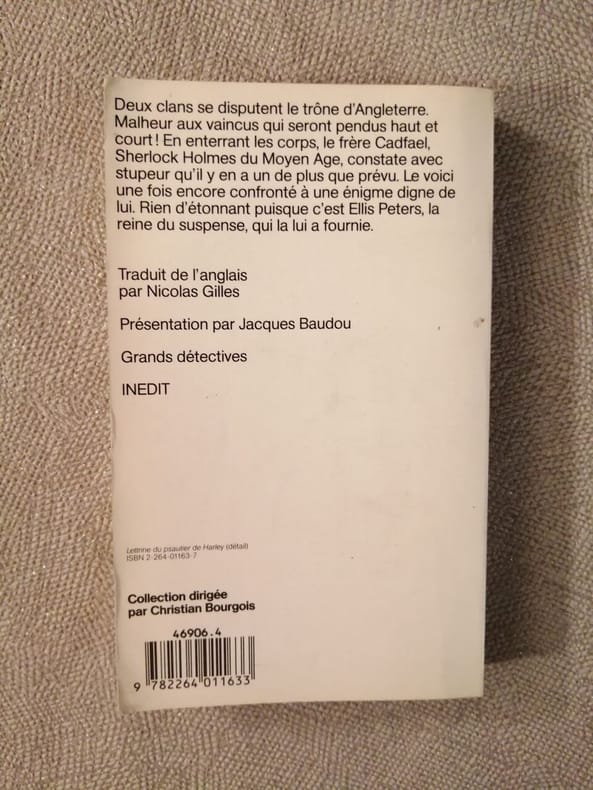 Deux clans se disputent le trône d'Angleterre.
Malheur aux vaincus qui seront pendus haut et
court ! En enterrant les corps, le frère Cadfael,
Sherlock Holmes du Moyen Age, constate avec
stupeur qu'il y en a un de plus que prévu. Le voici
une fois encore confronté à une énigme digne de
lui. Rien d'étonnant puisque c'est Ellis Peters, la
reine du suspense, qui la lui a fournie.
Traduit de l'anglais
par Nicolas Gilles
Présentation par Jacques Baudou
Grands détectives
INEDIT
Lettrine du psautier de Harley (détail)
ISBN 2-264-01163-7
Collection dirigée
par Christian Bourgois
46906.4
9 782264 011633